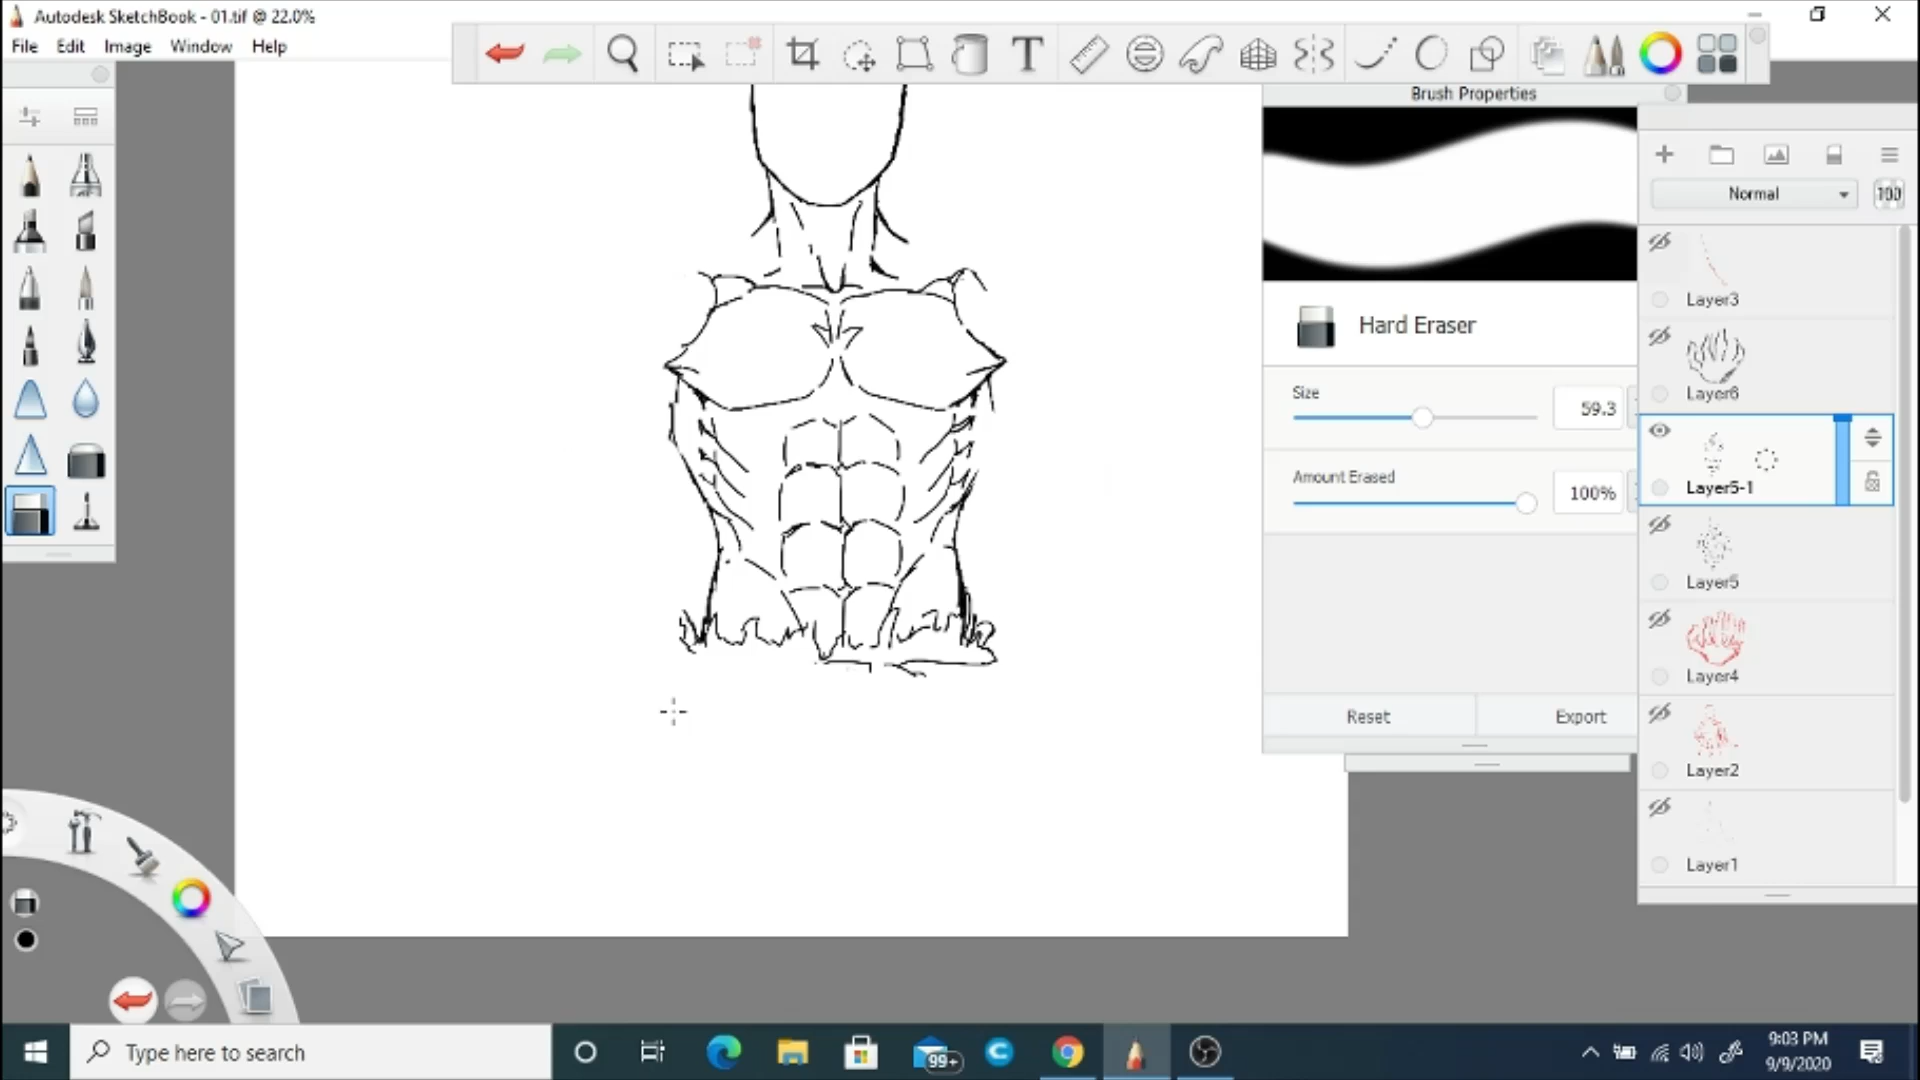 Autodesk SketchBook - 01.tif @ 22.0%
File Edit Image Window Help
T
Brush Properties
Normal 100
Hard Eraser
Size
59.3
Amount Erased
100%
Reset Export
Layer3
Layer6
Layer5-1
Layer5
Layer4
Layer2
Layer1
Type here to search
99+
9:03 PM
9/9/2020